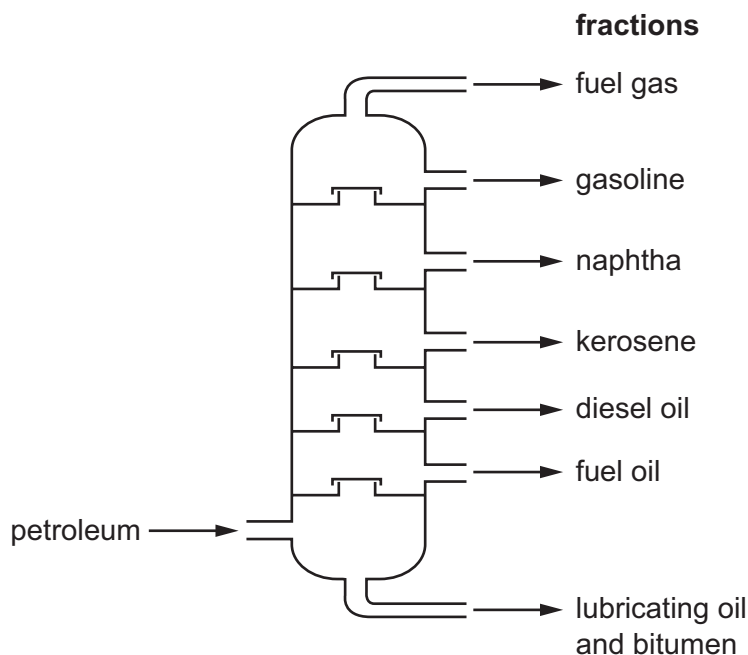 fractions
fuel gas
gasoline
naphtha
kerosene
diesel oil
fuel oil
petroleum
lubricating oil
and bitumen